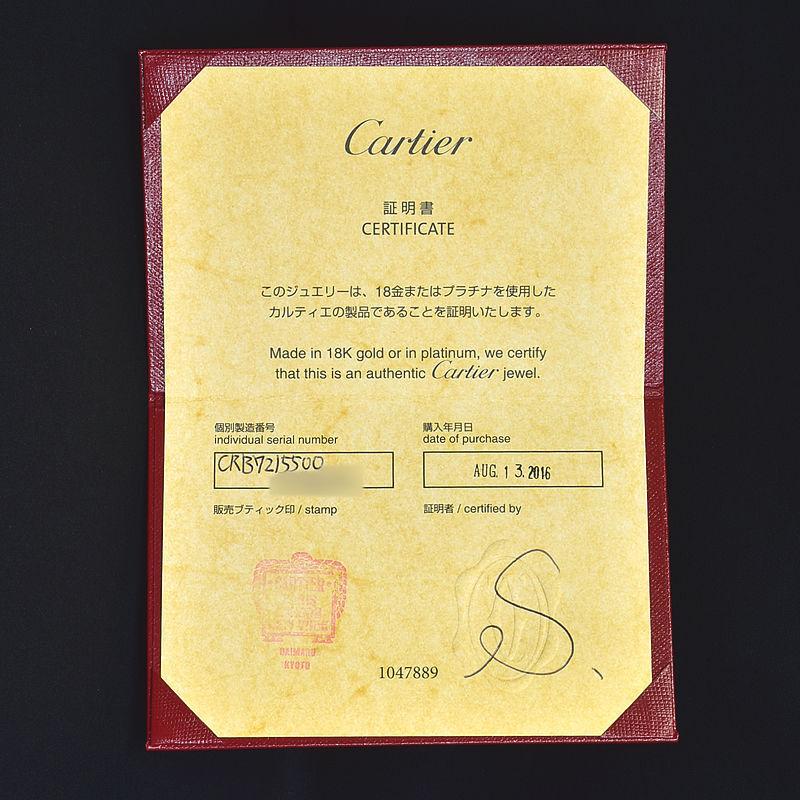 Cartier
証明書
CERTIFICATE
このジュエリーは、18金またはプラチナを使用した
カルティエの製品であることを証明いたします。
Made in 18K gold or in platinum, we certify
that this is an authentic Cartier jewel.
個別製造番号
individual serial number
CRB7215500
購入年月日
date of purchase
AUG. 1 3. 2016
販売ブティック印 / stamp
証明者 / certified by
CARTIER
DAIMARU
KYOTO
1047889